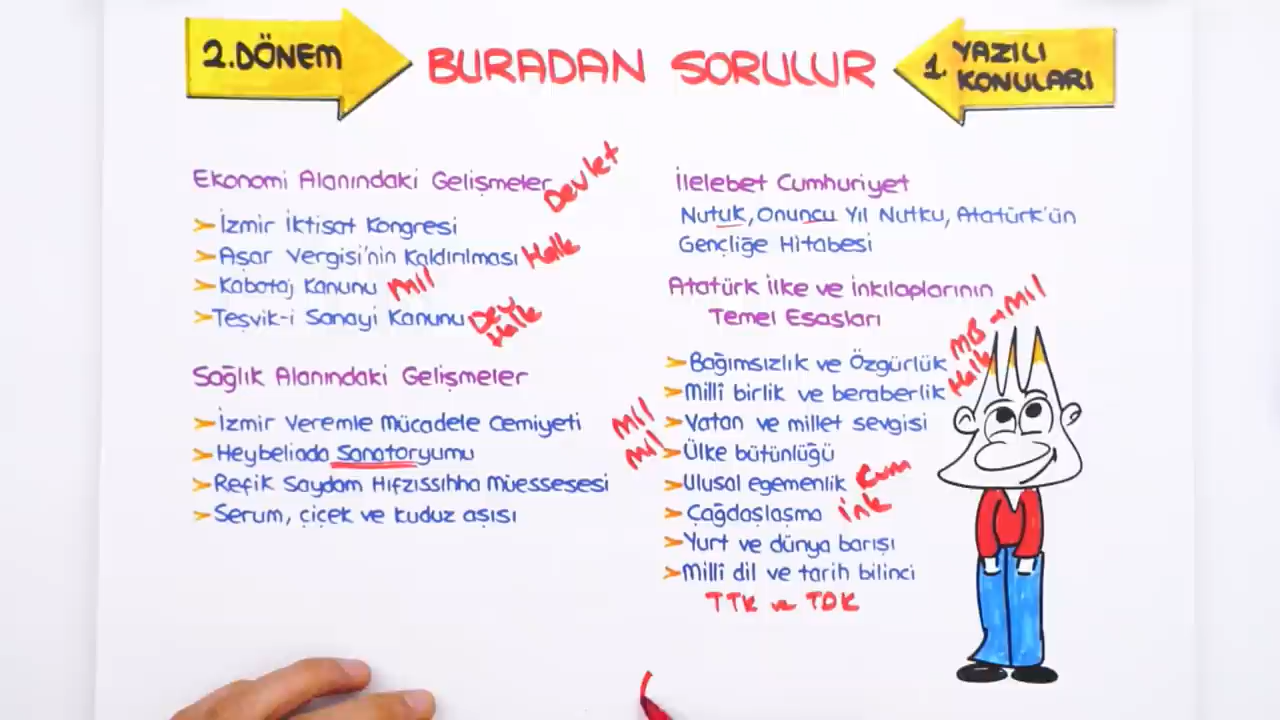 2.DÖNEM
BURADAN SORULUR
1. YAZILI
KONULARI
Ekonomi Alanındaki Gelişmeler Devlet
➤İzmir İktisat Kongresi
➤Aşar Vergisi'nin Kaldırılması Halk
➤Kabotaj Kanunu Mil
➤Teşvik-i Sanayi Kanunu Dev
Halk
Sağlık Alanındaki Gelişmeler
➤İzmir Veremle Mücadele Cemiyeti
➤Heybeliada Sanatoryumu
➤Refik Saydam Hıfzıssıhha Müessesesi
➤Serum, çiçek ve kuduz aşısı
İlelebet Cumhuriyet
Nutuk, Onuncu Yıl Nutku, Atatürk'ün
Gençliğe Hitabesi
Atatürk İlke ve İnkılaplarının
Temel Esasları
➤Bağımsızlık ve Özgürlük MB → Mil
➤Millî birlik ve beraberlik Halk
Mil ➤Vatan ve millet sevgisi
Mil ➤Ülke bütünlüğü
➤Ulusal egemenlik Cum
➤Çağdaşlaşma ink
➤Yurt ve dünya barışı
➤Millî dil ve tarih bilinci
TTK ve TDK